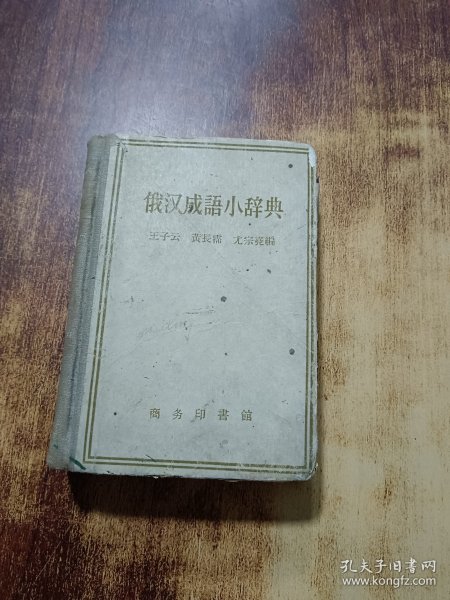 俄汉成語小辞典
王子云 黃長霈 尤宗堯編
商务印書館
孔夫子旧书网
www.kongfz.com